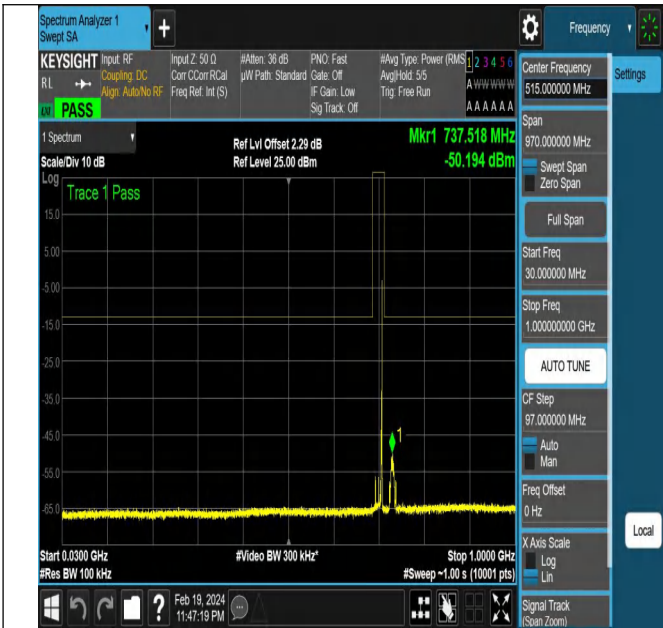 Spectrum Analyzer 1
Swept SA
+
Frequency
KEYSIGHT
RL
PASS
Input: RF
Coupling: DC
Align: Auto/No RF
Input Z: 50 Ω
Corr CCorr RCal
Freq Ref: Int (S)
#Atten: 36 dB
µW Path: Standard
PNO: Fast
Gate: Off
IF Gain: Low
Sig Track: Off
#Avg Type: Power (RMS
Avg|Hold: 5/5
Trig: Free Run
1 2 3 4 5 6
A W W W W W
A A A A A A
1 Spectrum
Scale/Div 10 dB
Log
Ref Lvl Offset 2.29 dB
Ref Level 25.00 dBm
Mkr1 737.518 MHz
-50.194 dBm
Trace 1 Pass
15.0
5.00
-5.00
-15.0
-25.0
-35.0
-45.0
-55.0
-65.0
1
Start 0.0300 GHz
#Res BW 100 kHz
#Video BW 300 kHz*
Stop 1.0000 GHz
#Sweep ~1.00 s (10001 pts)
?
Feb 19, 2024
11:47:19 PM
Center Frequency
515.000000 MHz
Settings
Span
970.000000 MHz
Swept Span
Zero Span
Full Span
Start Freq
30.000000 MHz
Stop Freq
1.000000000 GHz
AUTO TUNE
CF Step
97.000000 MHz
Auto
Man
Freq Offset
0 Hz
X Axis Scale
Log
Lin
Local
Signal Track
(Span Zoom)